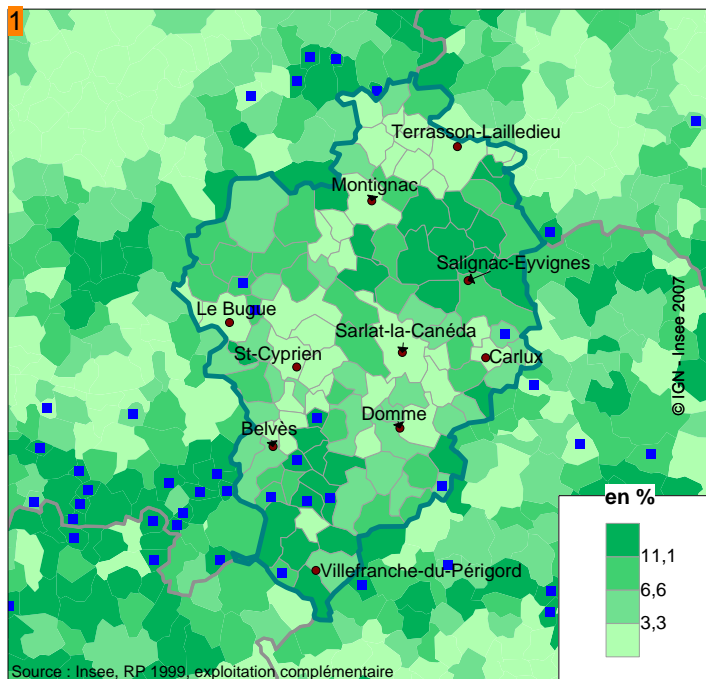 1
Terrasson-Lailledieu
Montignac
Salignac-Eyvignes
Le Bugue
Sarlat-la-Canéda
St-Cyprien
Carlux
Domme
Belvès
Villefranche-du-Périgord
© IGN - Insee 2007
en %
11,1
6,6
3,3
Source : Insee, RP 1999, exploitation complémentaire